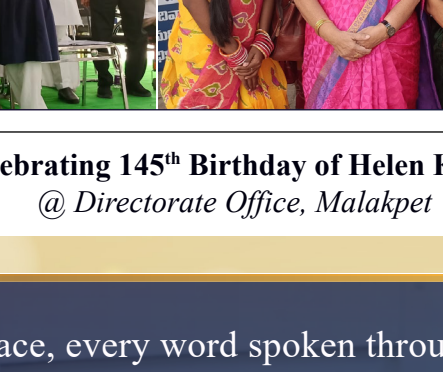 ebrating 145th Birthday of Helen
@ Directorate Office, Malakpet
ace, every word spoken throu